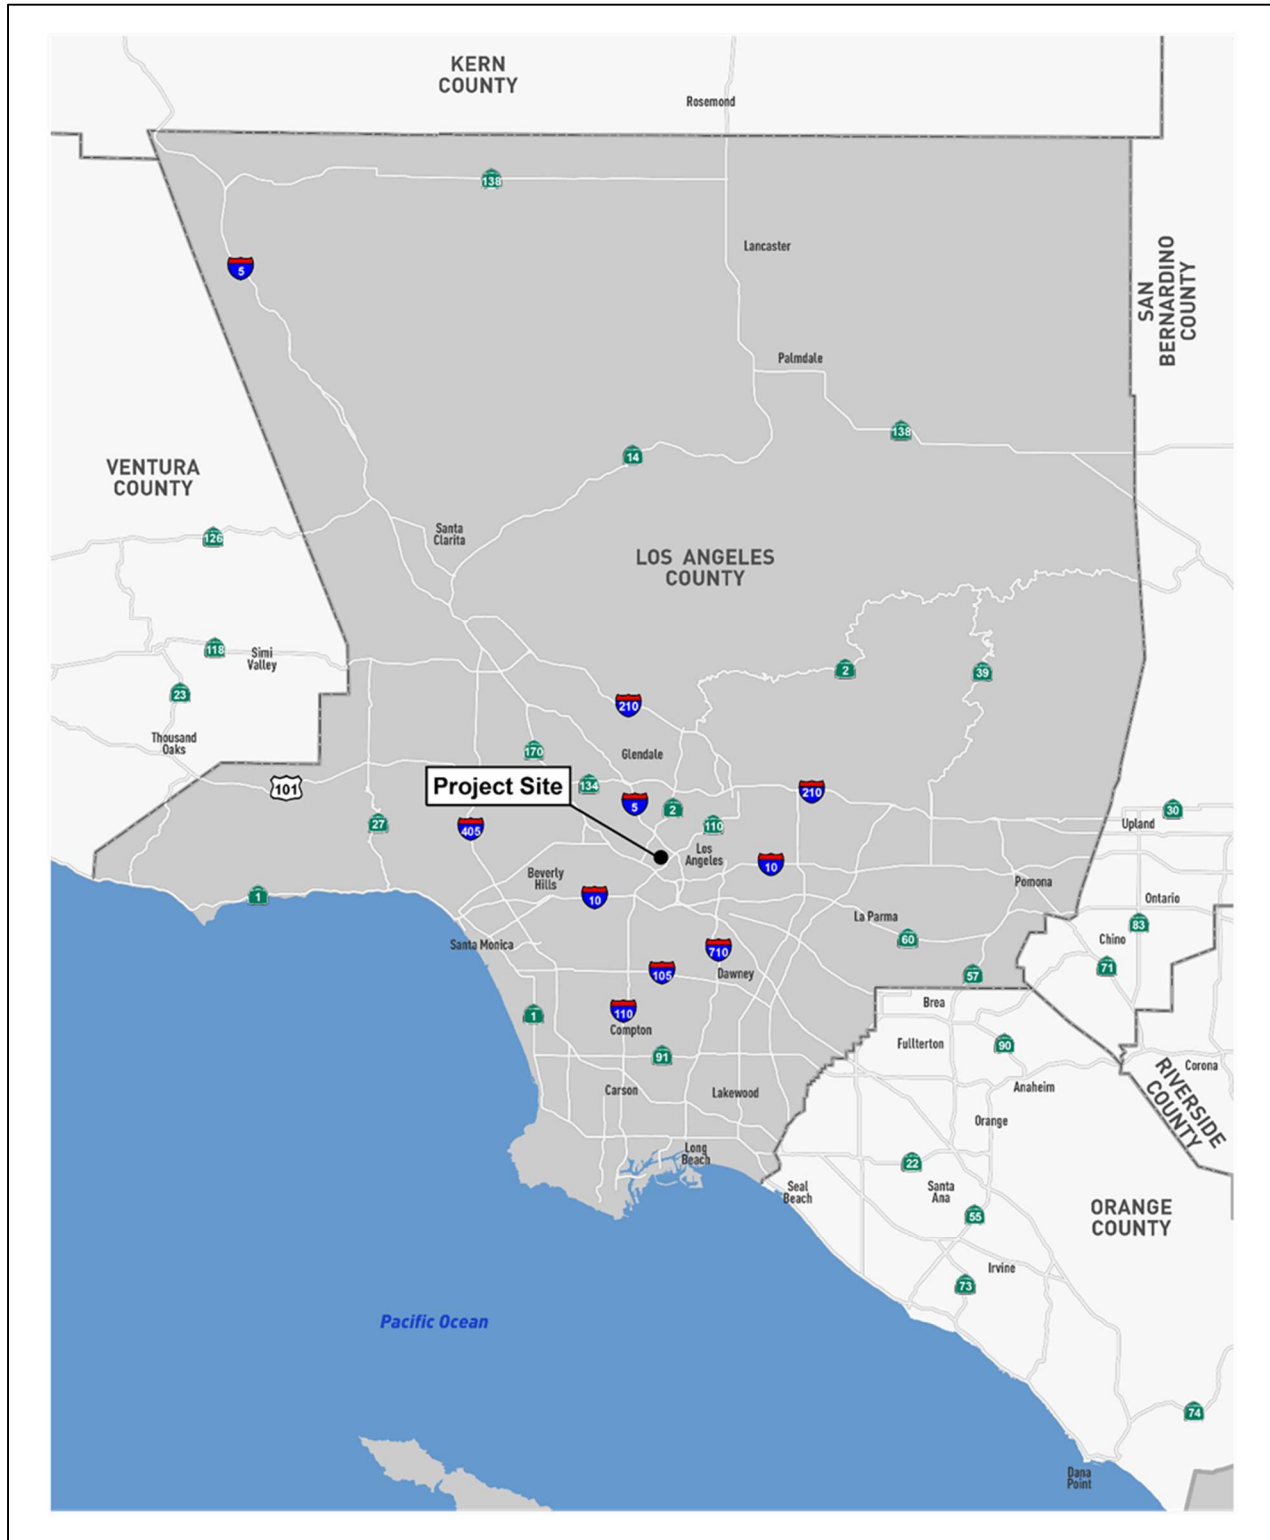 KERN
COUNTY
Rosemond
138
Lancaster
5
SAN
BERNARDINO
COUNTY
Palmdale
138
14
VENTURA
COUNTY
Santa
Clarita
126
LOS ANGELES
COUNTY
118
Simi
Valley
2
39
23
210
Thousand
Oaks
170
Glendale
101
Project Site
134
210
5
2
30
27
405
110
Upland
Los
Angeles
10
Beverly
Hills
Pomona
1
10
Ontario
La Parma
83
60
Chino
Santa Monica
710
71
105
Dawney
57
Brea
110
1
Compton
Fullterton
90
91
Corona
RIVERSIDE
COUNTY
Carson
Lakewood
Anaheim
Orange
Long
Beach
22
Seal
Beach
Santa
Ana
55
ORANGE
COUNTY
Irvine
73
Pacific Ocean
74
Dana
Point